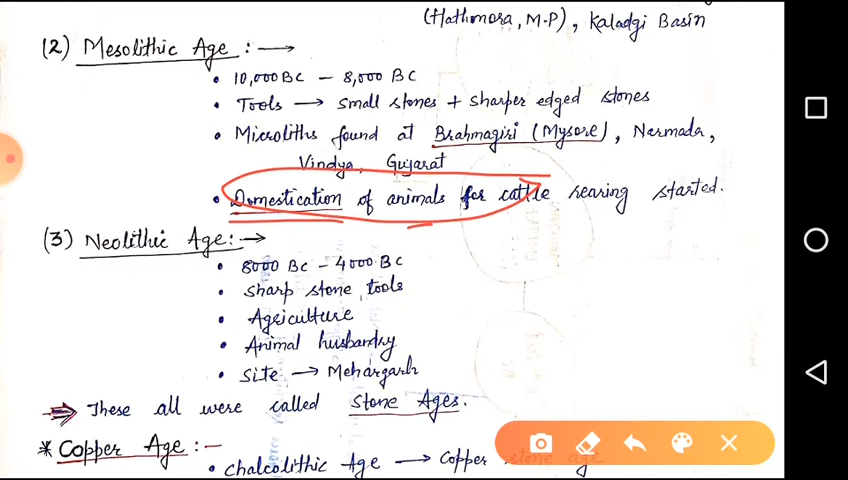 (Hathmora, M.P), Kaladgi Basin
(2) Mesolithic Age :→
• 10,000 BC – 8,000 BC
• Tools → small stones + sharper edged stones
• Microliths found at Brahmagiri (Mysore), Narmada,
Vindya, Gujarat
• Domestication of animals for cattle rearing started.
(3) Neolithic Age:→
• 8000 BC – 4000 BC
• sharp stone tools
• Agriculture
• Animal husbandry
• Site → Mehargarh
⇒ These all were called Stone Ages.
* Copper Age :–
• Chalcolithic Age → Copper stone age